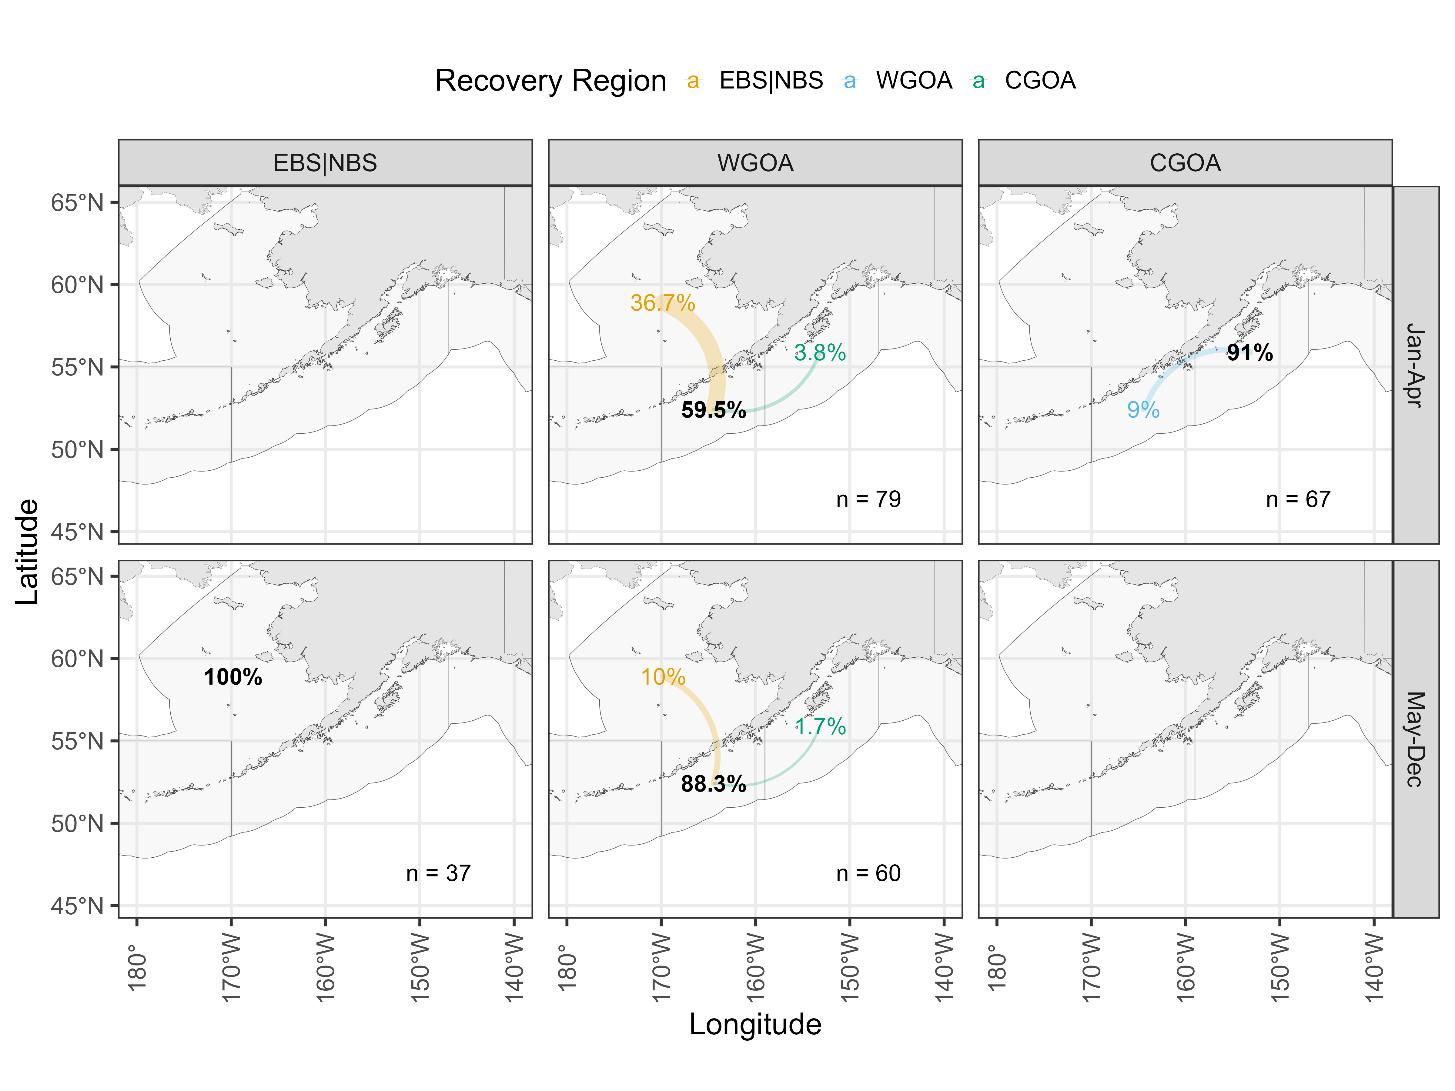 Recovery Region a EBS|NBS a WGOA a CGOA
EBS|NBS WGOA CGOA
65°N
60°N
55°N
50°N
45°N
36.7%
3.8%
59.5%
n = 79
91%
9%
n = 67
Jan-Apr
Latitude
65°N
60°N
55°N
50°N
45°N
100%
n = 37
10%
1.7%
88.3%
n = 60
May-Dec
180° 170°W 160°W 150°W 140°W
180° 170°W 160°W 150°W 140°W
180° 170°W 160°W 150°W 140°W
Longitude